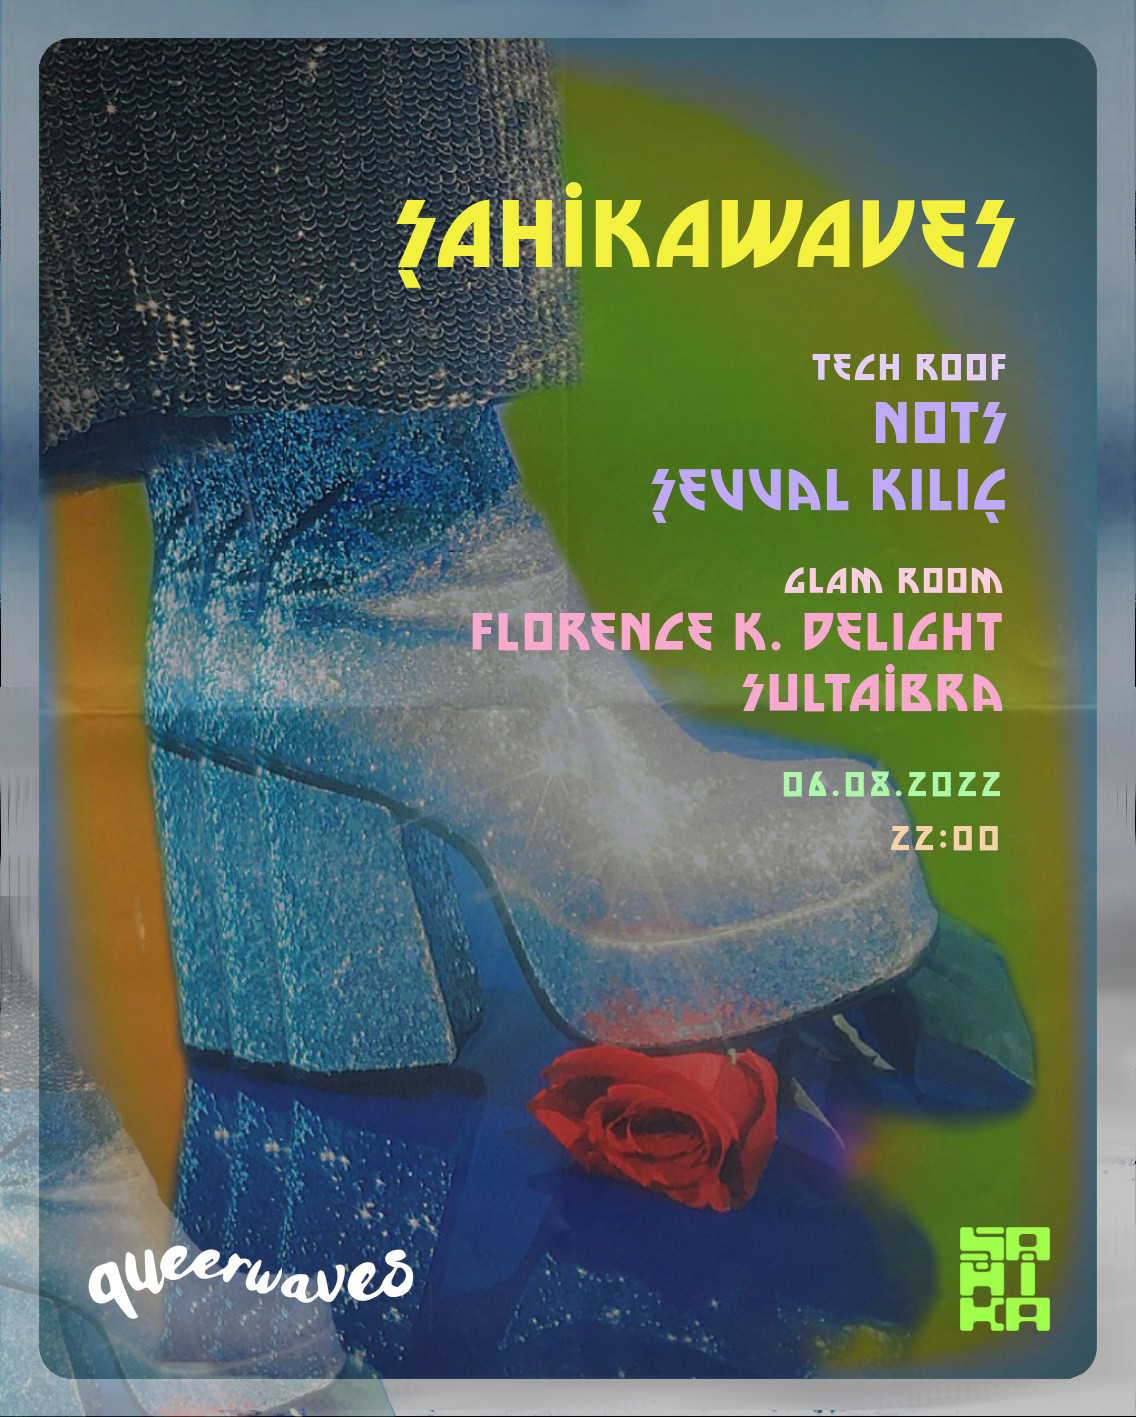 ŞAHİKAWAVES
TECH ROOF
NOTS
ŞEVVAL KILIÇ
GLAM ROOM
FLORENCE K. DELIGHT
SULTAİBRA
06.08.2022
22:00
queerwaves
ŞA
Hİ
KA